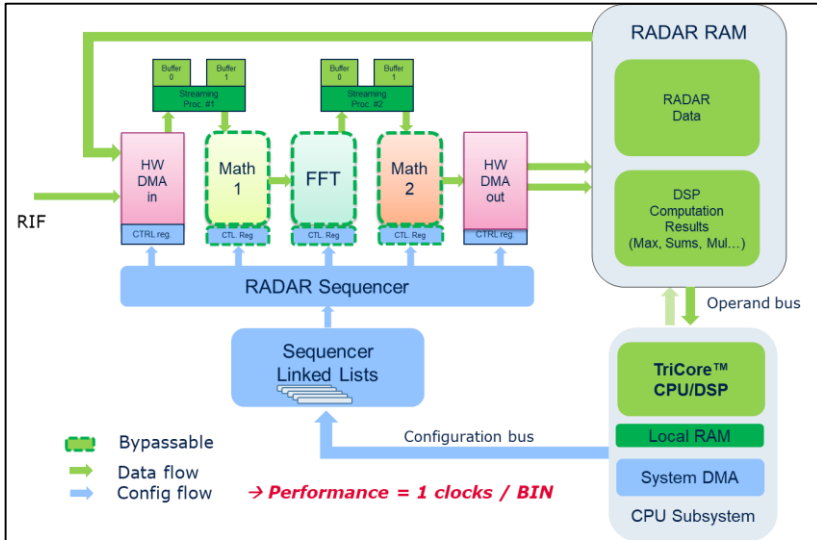 RADAR RAM
RADAR
Data
DSP
Computation
Results
(Max, Sums, Mul...)
Buffer
0
Buffer
1
Streaming
Proc. #1
Buffer
0
Buffer
1
Streaming
Proc. #2
HW
DMA
in
CTRL reg.
Math
1
CTL. Reg
FFT
CTL. Reg
Math
2
CTL. Reg
HW
DMA
out
CTRL reg.
RIF
RADAR Sequencer
Operand bus
Sequencer
Linked Lists
TriCore™
CPU/DSP
Local RAM
System DMA
CPU Subsystem
Configuration bus
Bypassable
Data flow
Config flow
→ Performance = 1 clocks / BIN